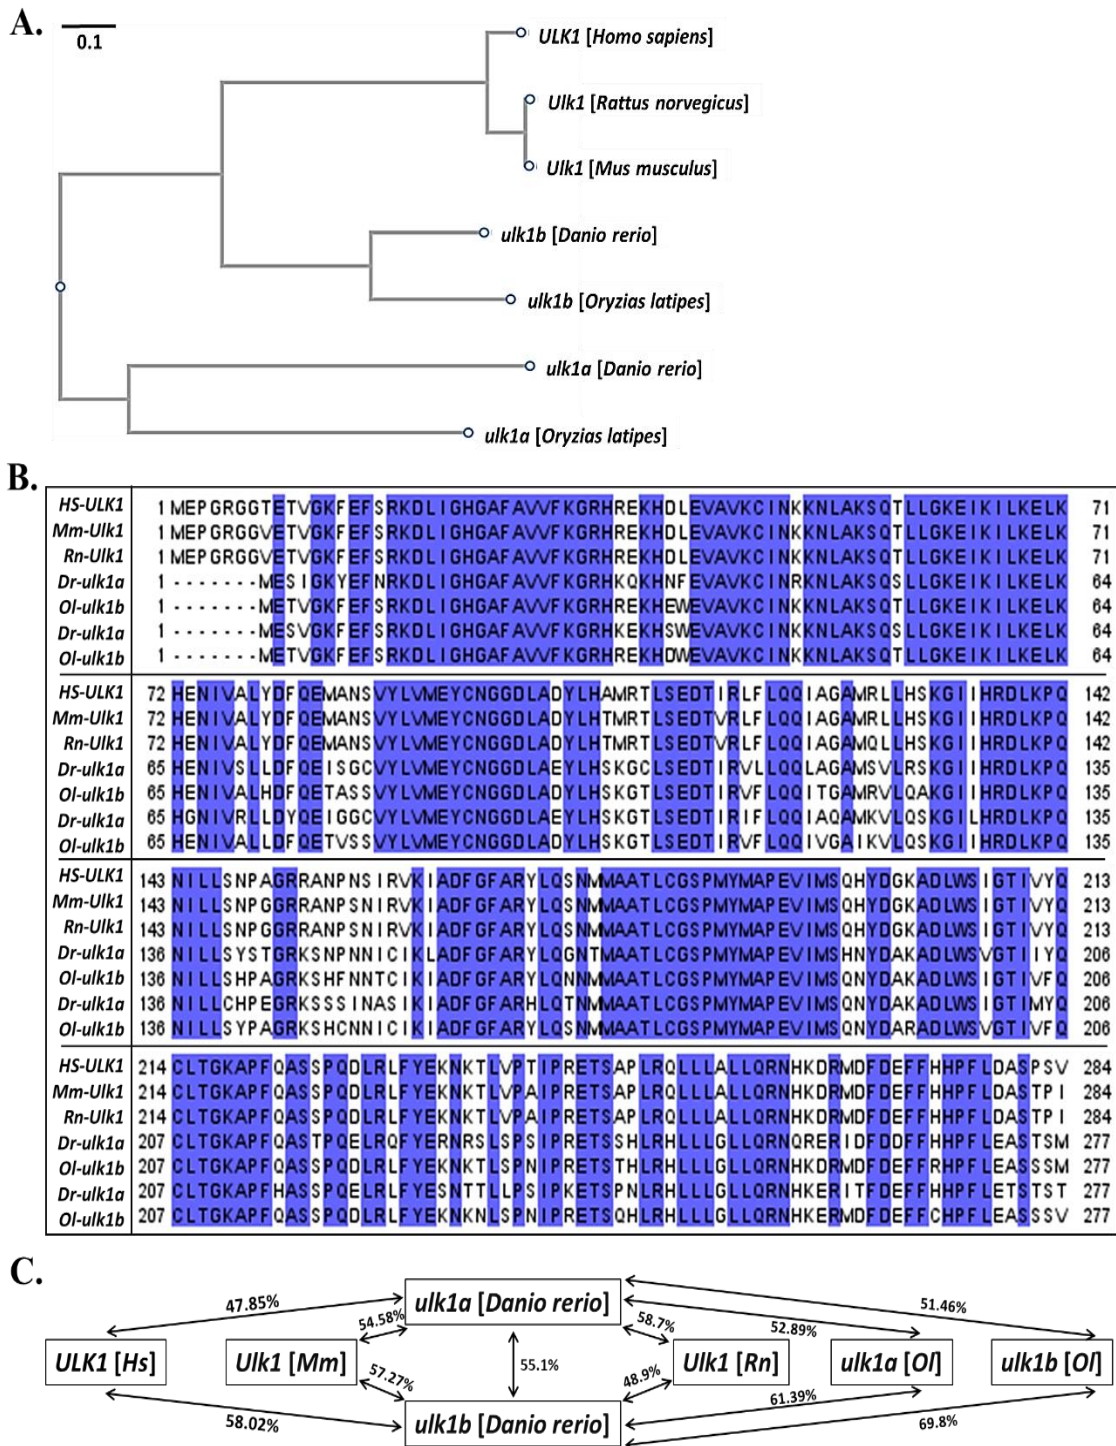 A.
0.1
ULK1 [Homo sapiens]
Ulk1 [Rattus norvegicus]
Ulk1 [Mus musculus]
ulk1b [Danio rerio]
ulk1b [Oryzias latipes]
ulk1a [Danio rerio]
ulk1a [Oryzias latipes]
B.
HS-ULK1 1 MEPGRGGTETVGKFEFSRKDLIGHGAFAVVFKGRHREKHDLEVAVKCINKKNLAKSQTLLGKEIKILKELK 71
Mm-Ulk1 1 MEPGRGGVETVGKFEFSRKDLIGHGAFAVVFKGRHREKHDLEVAVKCINKKNLAKSQTLLGKEIKILKELK 71
Rn-Ulk1 1 MEPGRGGVETVGKFEFSRKDLIGHGAFAVVFKGRHREKHDLEVAVKCINKKNLAKSQTLLGKEIKILKELK 71
Dr-ulk1a 1 -------MESIGKYEFNRKDLIGHGAFAVVFKGRHKQKHNFEVAVKCINRKNLAKSQSLLGKEIKILKELK 64
Ol-ulk1b 1 -------METVGKFEFSRKDLIGHGAFAVVFKGRHREKHEWEVAVKCINKKNLAKSQTLLGKEIKILKELK 64
Dr-ulk1a 1 -------MESVGKFEFSRKDLIGHGAFAVVFKGRHKEKHSWEVAVKCINKKNLAKSQSLLGKEIKILKELK 64
Ol-ulk1b 1 -------METVGKFEFSRKDLIGHGAFAVVFKGRHREKHDWEVAVKCINKKNLAKSQTLLGKEIKILKELK 64
HS-ULK1 72 HENIVALYDFQEMANSVYLVMEYCNGGDLADYLHAMRTLSEDTIRLFLQQIAGAMRLLHSKGIIHRDLKPQ 142
Mm-Ulk1 72 HENIVALYDFQEMANSVYLVMEYCNGGDLADYLHTMRTLSEDTVRLFLQQIAGAMRLLHSKGIIHRDLKPQ 142
Rn-Ulk1 72 HENIVALYDFQEMANSVYLVMEYCNGGDLADYLHTMRTLSEDTVRLFLQQIAGAMQLLHSKGIIHRDLKPQ 142
Dr-ulk1a 65 HENIVSLLDFQEISGCVYLVMEYCNGGDLAEYLHSKGCLSEDTIRVLLQQLAGAMSVLRSKGIIHRDLKPQ 135
Ol-ulk1b 65 HENIVALHDFQETASSVYLVMEYCNGGDLADYLHSKGTLSEDTIRVFLQQITGAMRVLQAKGIIHRDLKPQ 135
Dr-ulk1a 65 HGNIVRLLDYQEIGGCVYLVMEYCNGGDLAEYLHSKGTLSEDTIRIFLQQIAQAMKVLQSKGILHRDLKPQ 135
Ol-ulk1b 65 HENIVALLDFQETVSSVYLVMEYCNGGDLADYLHSKGTLSEDTIRVFLQQIVGAIKVLQSKGIIHRDLKPQ 135
HS-ULK1 143 NILLSNPAGRRANPNSIRVKIADFGFARYLQSNMMAATLCGSPMYMAPEVIMSQHYDGKADLWSIGTIVYQ 213
Mm-Ulk1 143 NILLSNPGGRRANPSNIRVKIADFGFARYLQSNMMAATLCGSPMYMAPEVIMSQHYDGKADLWSIGTIVYQ 213
Rn-Ulk1 143 NILLSNPGGRRANPSNIRVKIADFGFARYLQSNMMAATLCGSPMYMAPEVIMSQHYDGKADLWSIGTIVYQ 213
Dr-ulk1a 136 NILLSYSTGRKSNPNNICIKLADFGFARYLQGNTMAATLCGSPMYMAPEVIMSHNYDAKADLWSVGTIIYQ 206
Ol-ulk1b 136 NILLSHPAGRKSHFNNTCIKIADFGFARYLQNNMMAATLCGSPMYMAPEVIMSQNYDAKADLWSIGTIVFQ 206
Dr-ulk1a 136 NILLCHPEGRKSSSINASIKIADFGFARHLQTNMMAATLCGSPMYMAPEVIMSQNYDAKADLWSIGTIMYQ 206
Ol-ulk1b 136 NILLSYPAGRKSHCNNICIKIADFGFARYLQSNMMAATLCGSPMYMAPEVIMSQNYDARADLWSVGTIVFQ 206
HS-ULK1 214 CLTGKAPFQASSPQDLRLFYEKNKTLVPTIPRETSAPLRQLLLALLQRNHKDRMDFDEFFHHPFLDASPSV 284
Mm-Ulk1 214 CLTGKAPFQASSPQDLRLFYEKNKTLVPAIPRETSAPLRQLLLALLQRNHKDRMDFDEFFHHPFLDASTPI 284
Rn-Ulk1 214 CLTGKAPFQASSPQDLRLFYEKNKTLVPAIPRETSAPLRQLLLALLQRNHKDRMDFDEFFHHPFLDASTPI 284
Dr-ulk1a 207 CLTGKAPFQASTPQELRQFYERNRSLSPSIPRETSSHLRHLLLGLLQRNQRERIDFDDFFHHPFLEASTSM 277
Ol-ulk1b 207 CLTGKAPFQASSPQDLRLFYEKNKTLSPNIPRETSTHLRHLLLGLLQRNHKDRMDFDEFFRHPFLEASSSM 277
Dr-ulk1a 207 CLTGKAPFHASSPQELRLFYESNTTLLPSIPKETSPNLRHLLLGLLQRNHKERITFDEFFHHPFLETSTST 277
Ol-ulk1b 207 CLTGKAPFQASSPQDLRLFYEKNKNLSPNIPRETSQHLRHLLLGLLQRNHKERMDFDEFFCHPFLEASSSV 277
C.
ulk1a [Danio rerio]
47.85%
54.58%
58.7%
52.89%
51.46%
ULK1 [Hs]
Ulk1 [Mm]
55.1%
Ulk1 [Rn]
ulk1a [Ol]
ulk1b [Ol]
58.02%
57.27%
48.9%
61.39%
69.8%
ulk1b [Danio rerio]